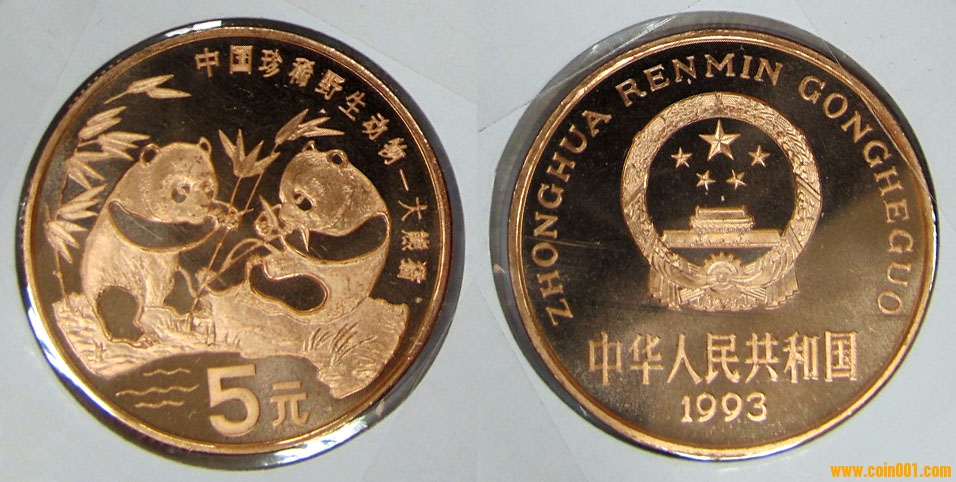 中国珍稀野生动物—大熊猫
5元
ZHONGHUA RENMIN GONGHEGUO
中华人民共和国
1993
www.coin001.com